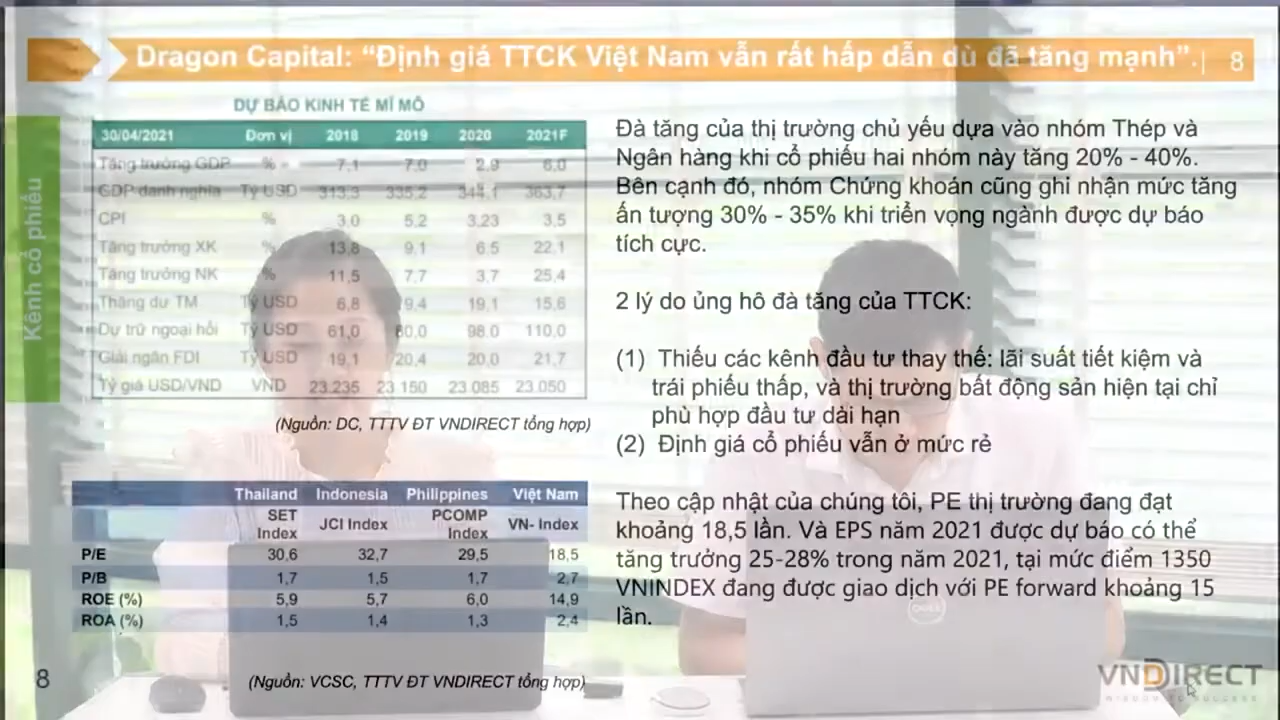 Dragon Capital: “Định giá TTCK Việt Nam vẫn rất hấp dẫn dù đã tăng mạnh”. 8
Kênh cổ phiếu
DỰ BÁO KINH TẾ MĨ MÔ
30/04/2021 Đơn vị 2018 2019 2020 2021F
Tăng trưởng GDP % 7,1 7,0 2,9 6,0
GDP danh nghĩa Tỷ USD 313,3 335,2 344,1 363,7
CPI % 3,0 5,2 3,23 3,5
Tăng trưởng XK % 13,8 9,1 6,5 22,1
Tăng trưởng NK % 11,5 7,7 3,7 25,4
Thặng dư TM Tỷ USD 6,8 9,4 19,1 15,6
Dự trữ ngoại hối Tỷ USD 61,0 80,0 98,0 110,0
Giải ngân FDI Tỷ USD 19,1 20,4 20,0 21,7
Tỷ giá USD/VND VND 23.235 23.150 23.085 23.050
(Nguồn: DC, TTTV ĐT VNDIRECT tổng hợp)
Thailand Indonesia Philippines Việt Nam
SET Index JCI Index PCOMP Index VN- Index
P/E 30,6 32,7 29,5 18,5
P/B 1,7 1,5 1,7 2,7
ROE (%) 5,9 5,7 6,0 14,9
ROA (%) 1,5 1,4 1,3 2,4
(Nguồn: VCSC, TTTV ĐT VNDIRECT tổng hợp)
Đà tăng của thị trường chủ yếu dựa vào nhóm Thép và
Ngân hàng khi cổ phiếu hai nhóm này tăng 20% - 40%.
Bên cạnh đó, nhóm Chứng khoán cũng ghi nhận mức tăng
ấn tượng 30% - 35% khi triển vọng ngành được dự báo
tích cực.
2 lý do ủng hô đà tăng của TTCK:
(1) Thiếu các kênh đầu tư thay thế: lãi suất tiết kiệm và
trái phiếu thấp, và thị trường bất động sản hiện tại chỉ
phù hợp đầu tư dài hạn
(2) Định giá cổ phiếu vẫn ở mức rẻ
Theo cập nhật của chúng tôi, PE thị trường đang đạt
khoảng 18,5 lần. Và EPS năm 2021 được dự báo có thể
tăng trưởng 25-28% trong năm 2021, tại mức điểm 1350
VNINDEX đang được giao dịch với PE forward khoảng 15
lần.
DELL
8
VNDIRECT
WISDOM TO SUCCESS